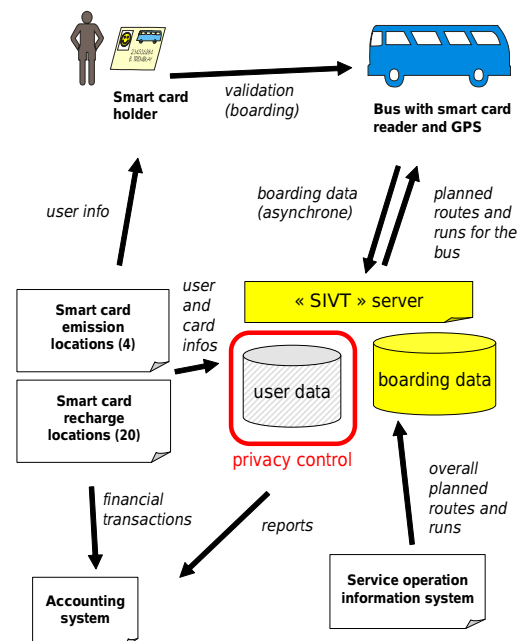 Smart card
holder
validation
(boarding)
Bus with smart card
reader and GPS
user info
boarding data
(asynchrone)
planned
routes and
runs for the
bus
« SIVT » server
Smart card
emission
locations (4)
user
and
card
infos
user data
boarding data
Smart card
recharge
locations (20)
privacy control
financial
transactions
reports
overall
planned
routes and
runs
Accounting
system
Service operation
information system